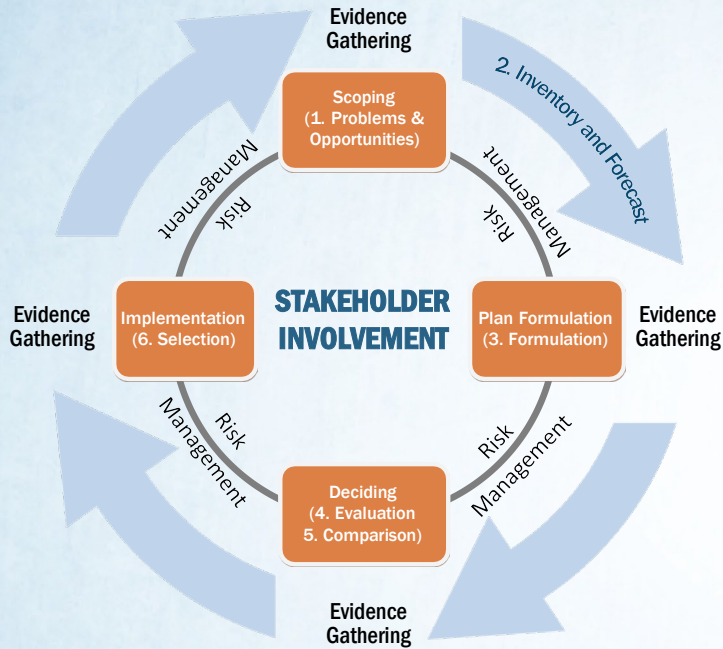 Evidence
Gathering
2. Inventory and Forecast
Scoping
(1. Problems &
Opportunities)
Management
Risk
Management
Risk
Evidence
Gathering
Implementation
(6. Selection)
STAKEHOLDER
INVOLVEMENT
Plan Formulation
(3. Formulation)
Evidence
Gathering
Risk
Management
Risk
Management
Deciding
(4. Evaluation
5. Comparison)
Evidence
Gathering